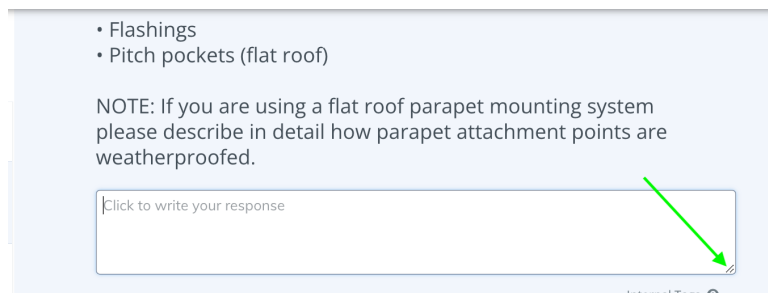 • Flashings
• Pitch pockets (flat roof)
NOTE: If you are using a flat roof parapet mounting system
please describe in detail how parapet attachment points are
weatherproofed.
Click to write your response